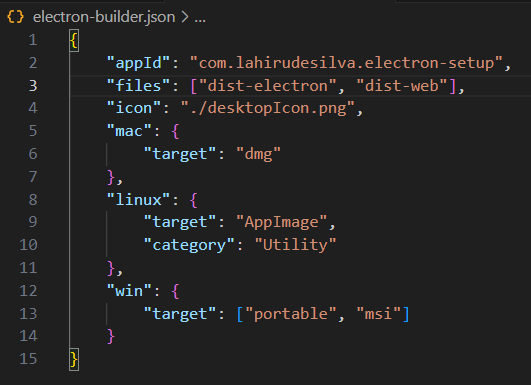 electron-builder.json > ...
1 {
2     "appId": "com.lahirudesilva.electron-setup",
3     "files": ["dist-electron", "dist-web"],
4     "icon": "./desktopIcon.png",
5     "mac": {
6         "target": "dmg"
7     },
8     "linux": {
9         "target": "AppImage",
10         "category": "Utility"
11     },
12     "win": {
13         "target": ["portable", "msi"]
14     }
15 }